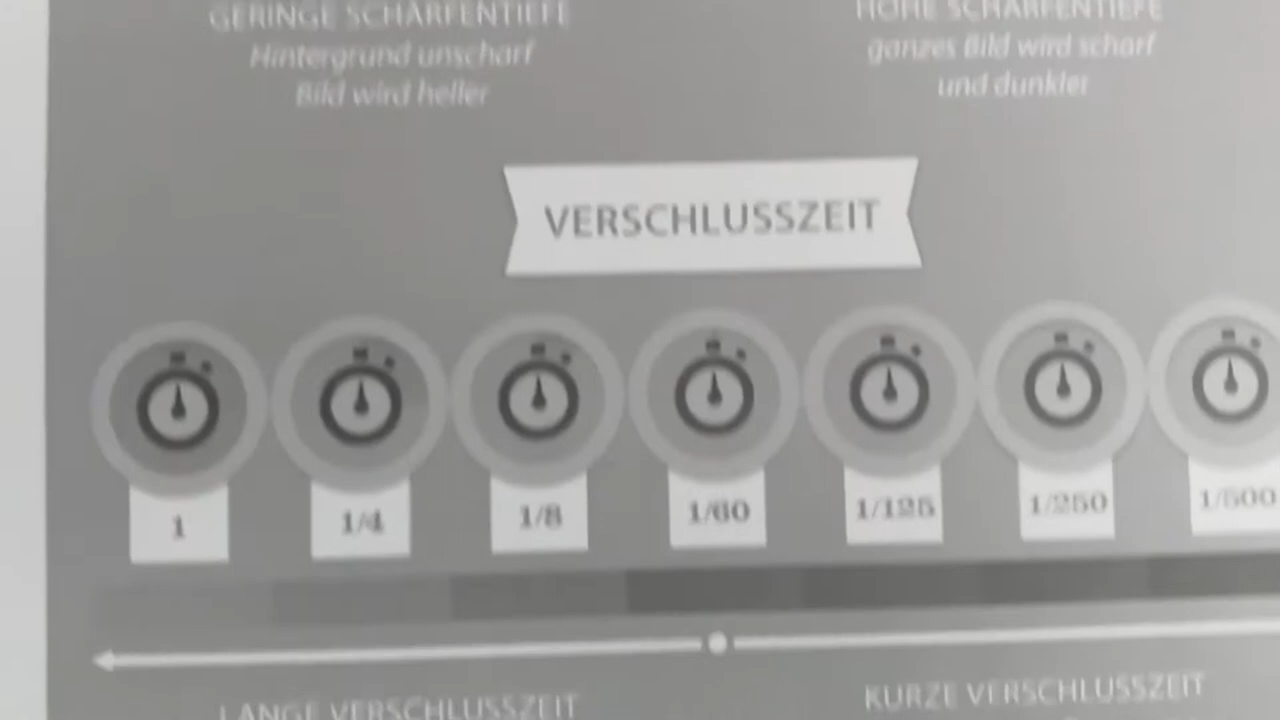 GERINGE SCHÄRFENTIEFE
Hintergrund unscharf
Bild wird heller
HOHE SCHÄRFENTIEFE
ganzes Bild wird scharf
und dunkler
VERSCHLUSSZEIT
1
1/4
1/8
1/60
1/125
1/250
1/500
LANGE VERSCHLUSSZEIT
KURZE VERSCHLUSSZEIT